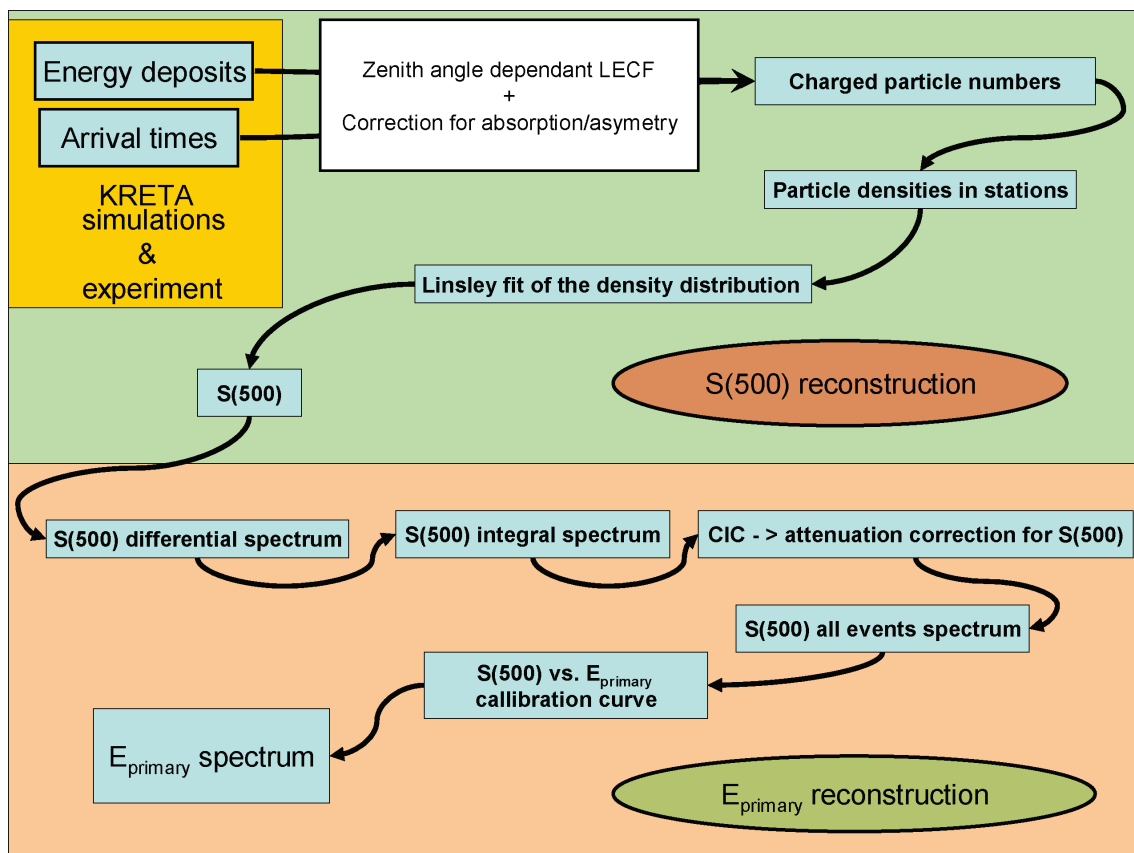 Energy deposits
Arrival times
KRETA
simulations
&
experiment
Zenith angle dependant LECF
+
Correction for absorption/asymetry
Charged particle numbers
Particle densities in stations
Linsley fit of the density distribution
S(500)
S(500) reconstruction
S(500) differential spectrum
S(500) integral spectrum
CIC - > attenuation correction for S(500)
S(500) all events spectrum
S(500) vs. Eprimary
callibration curve
Eprimary spectrum
Eprimary reconstruction